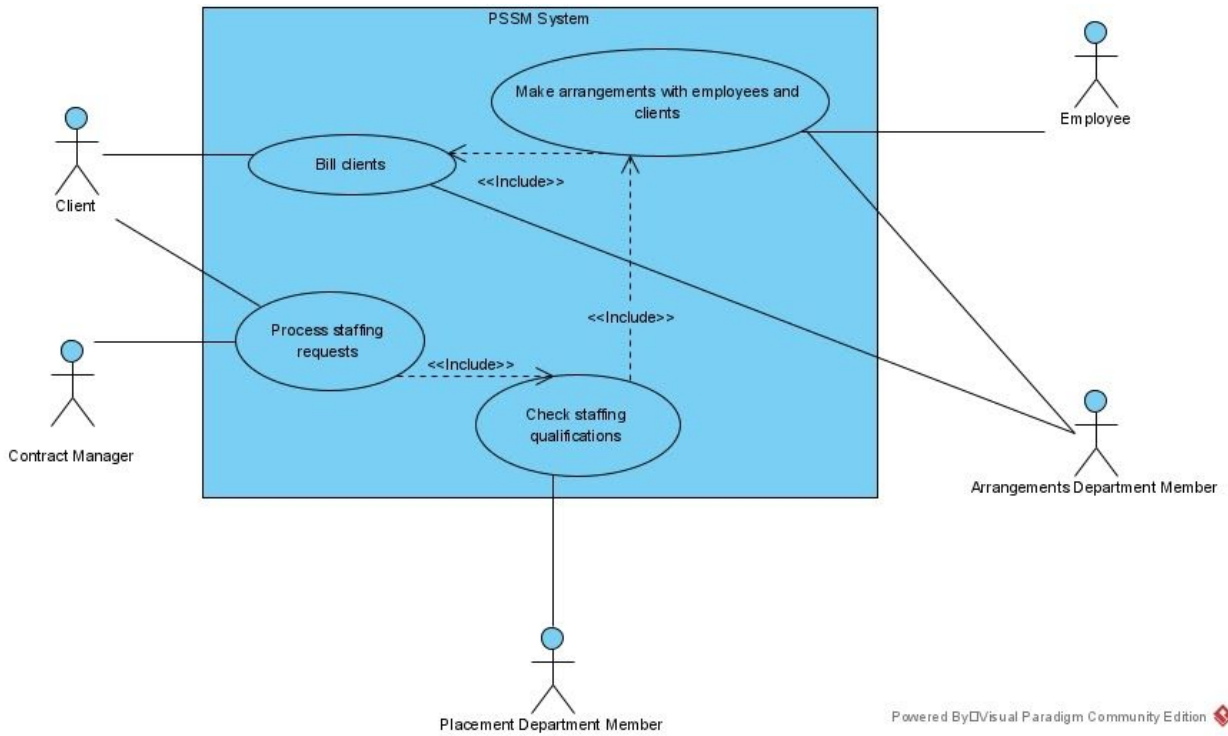 PSSM System
Make arrangements with employees and
clients
Employee
Bill clients
<<Include>>
Client
<<Include>>
Process staffing
requests
<<Include>>
Check staffing
qualifications
Contract Manager
Arrangements Department Member
Placement Department Member
Powered By□Visual Paradigm Community Edition